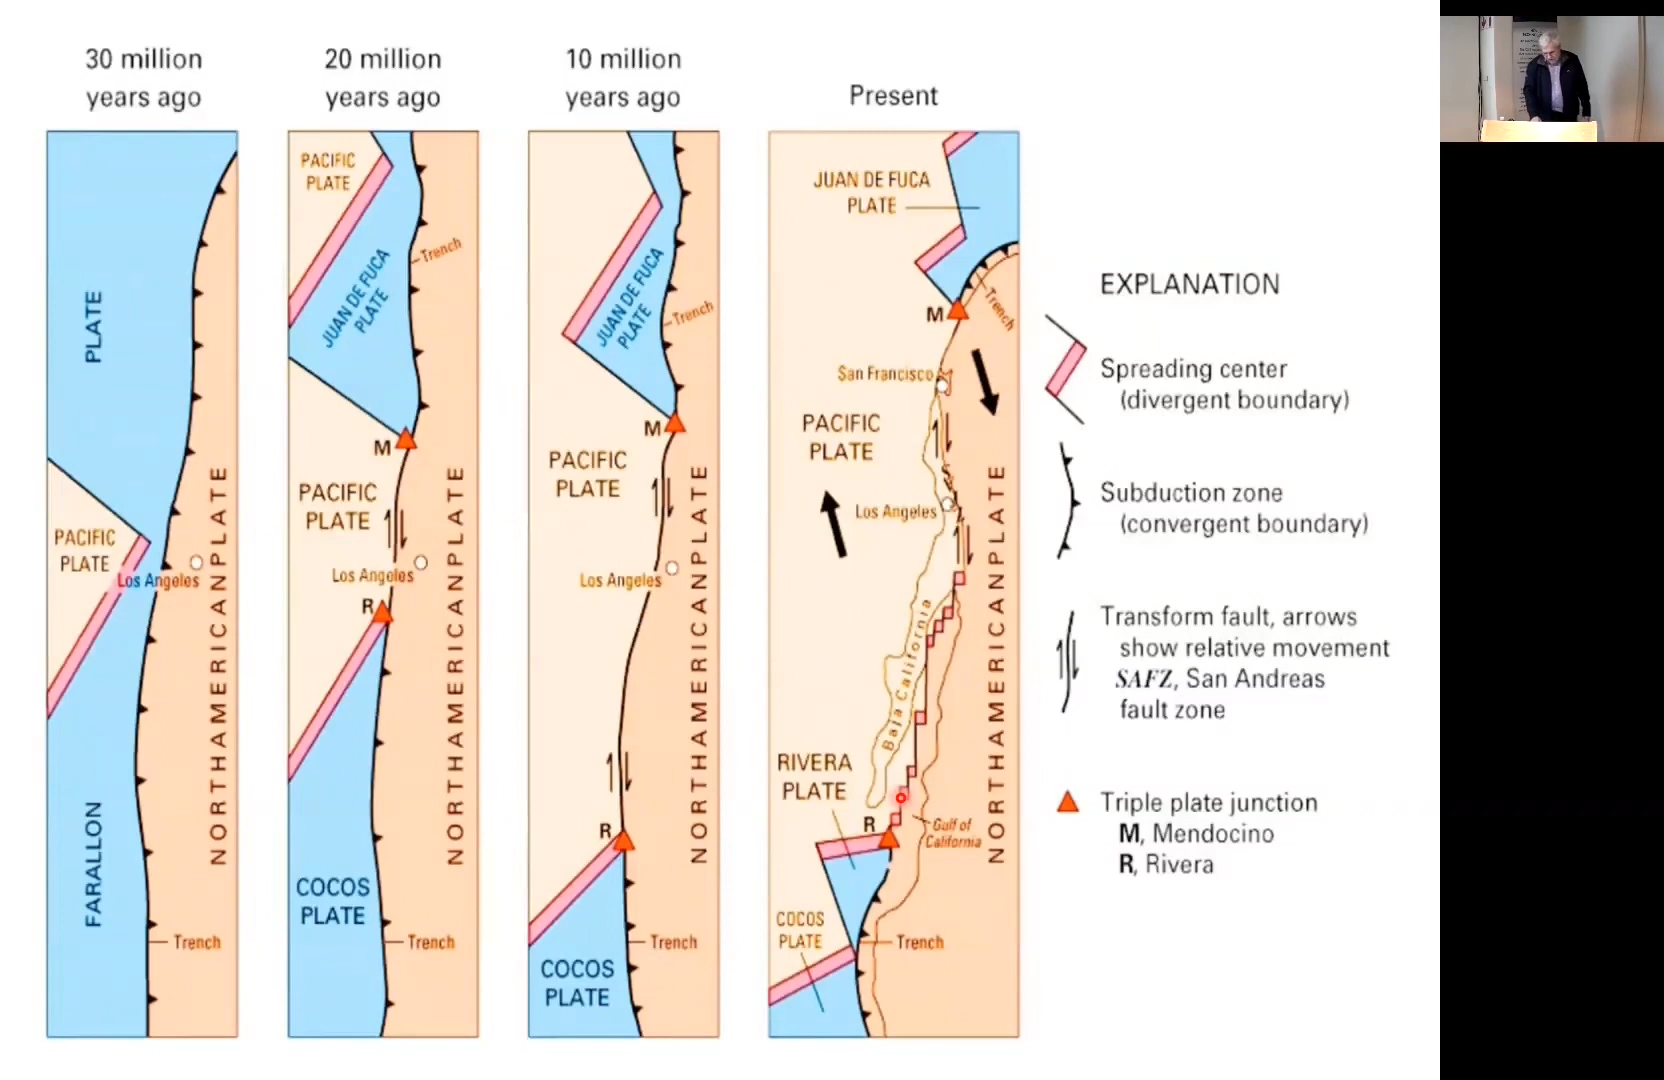 30 million
years ago
20 million
years ago
10 million
years ago
Present
PLATE
FARALLON
PACIFIC
PLATE
Los Angeles
NORTHAMERICANPLATE
Trench
PACIFIC
PLATE
JUAN DE FUCA
PLATE
Trench
M
PACIFIC
PLATE
Los Angeles
R
NORTHAMERICANPLATE
COCOS
PLATE
Trench
JUAN DE FUCA
PLATE
Trench
M
PACIFIC
PLATE
Los Angeles
NORTHAMERICANPLATE
R
Trench
COCOS
PLATE
JUAN DE FUCA
PLATE
Trench
M
San Francisco
PACIFIC
PLATE
Los Angeles
NORTHAMERICANPLATE
Baja California
RIVERA
PLATE
R
Gulf of
California
COCOS
PLATE
Trench
EXPLANATION
Spreading center
(divergent boundary)
Subduction zone
(convergent boundary)
Transform fault, arrows
show relative movement
SAFZ, San Andreas
fault zone
Triple plate junction
M, Mendocino
R, Rivera